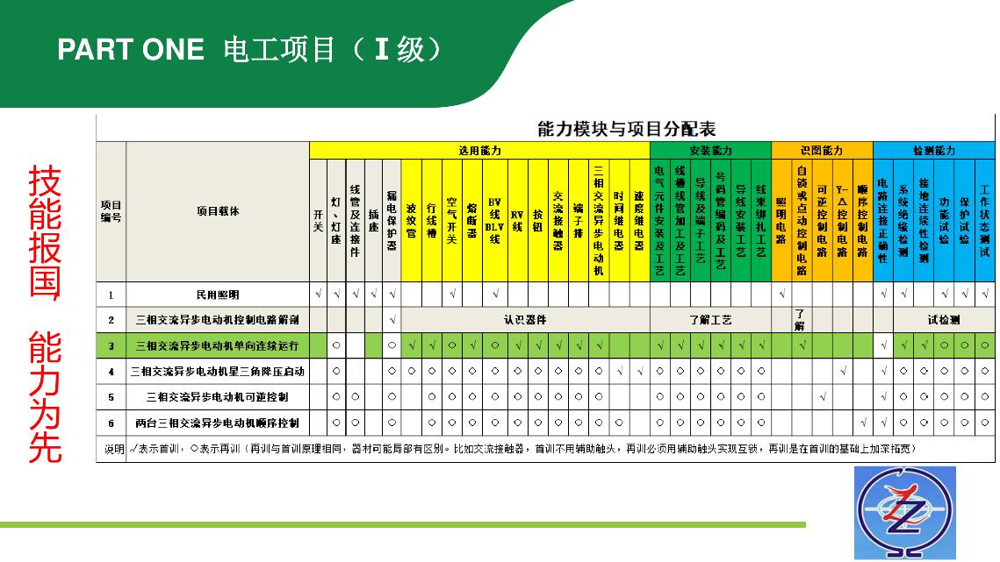 PART ONE 电工项目（Ⅰ级）
技能报国，能力为先
能力模块与项目分配表
项目编号 项目载体 选用能力 安装能力 识图能力 检测能力
开关 灯、灯座 线管及连接件 插座 漏电保护器 波纹管 行线槽 空气开关 熔断器 BV线BLV线 RV线 按钮 交流接触器 端子排 三相交流异步电动机 时间继电器 速度继电器 电气元件安装及工艺 线槽线管加工及工艺 导线及端子工艺 号码管编码及工艺 导线安装工艺 线束绑扎工艺 照明电路 自锁或点动控制电路 可逆控制电路 Y-Δ控制电路 顺序控制电路 电路连接正确性 系统绝缘检测 接地连续性检测 功能试验 保护试验 工作状态测试
1 民用照明 √ √ √ √ √ √ √ √ √ √ √ √ √
2 三相交流异步电动机控制电路解剖 √ 认识器件 了解工艺 了解 试检测
3 三相交流异步电动机单向连续运行 ○ ○ √ √ ○ √ ○ √ √ √ √ √ √ √ √ √ √ √ √ √ √ √ ○ ○ ○
4 三相交流异步电动机星三角降压启动 ○ ○ ○ ○ ○ ○ ○ ○ ○ ○ ○ ○ √ √ ○ ○ ○ ○ ○ ○ √ √ ○ ○ ○ ○ ○
5 三相交流异步电动机可逆控制 ○ ○ ○ ○ ○ ○ ○ ○ ○ ○ ○ ○ ○ ○ ○ ○ ○ ○ √ √ ○ ○ ○ ○ ○
6 两台三相交流异步电动机顺序控制 ○ ○ ○ ○ ○ ○ ○ ○ ○ ○ ○ ○ ○ ○ ○ ○ ○ ○ ○ √ √ ○ ○ ○ ○ ○
说明 √表示首训，○表示再训（再训与首训原理相同，器材可能局部有区别。比如交流接触器，首训不用辅助触头，再训必须用辅助触头实现互锁，再训是在首训的基础上加深拓宽）